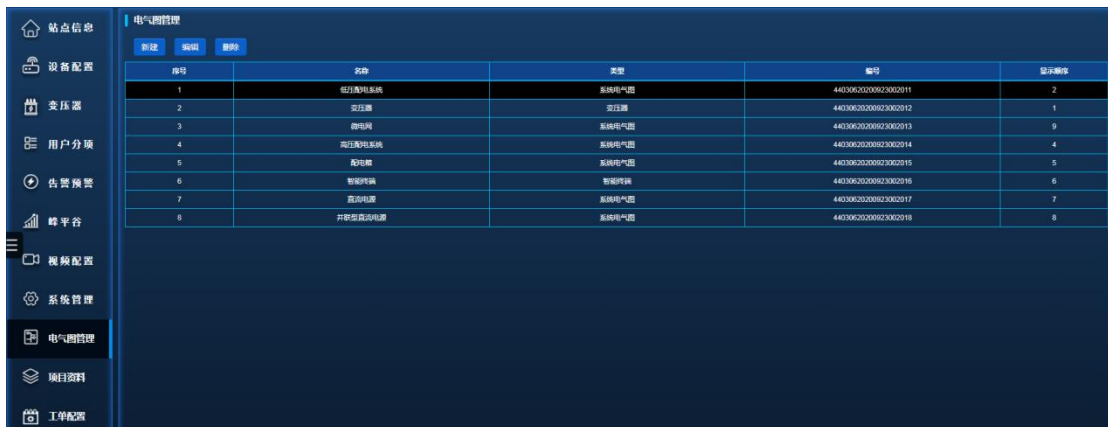 站点信息
设备配置
变压器
用户分项
告警预警
峰平谷
视频配置
系统管理
电气图管理
项目资料
工单配置
电气图管理
新建 编辑 删除
序号 名称 类型 编号 显示顺序
1 低压配电系统 系统电气图 44030620200923002011 2
2 变压器 变压器 44030620200923002012 1
3 微电网 系统电气图 44030620200923002013 9
4 高压配电系统 系统电气图 44030620200923002014 4
5 配电箱 系统电气图 44030620200923002015 5
6 智能终端 智能终端 44030620200923002016 6
7 直流电源 系统电气图 44030620200923002017 7
8 并联型直流电源 系统电气图 44030620200923002018 8